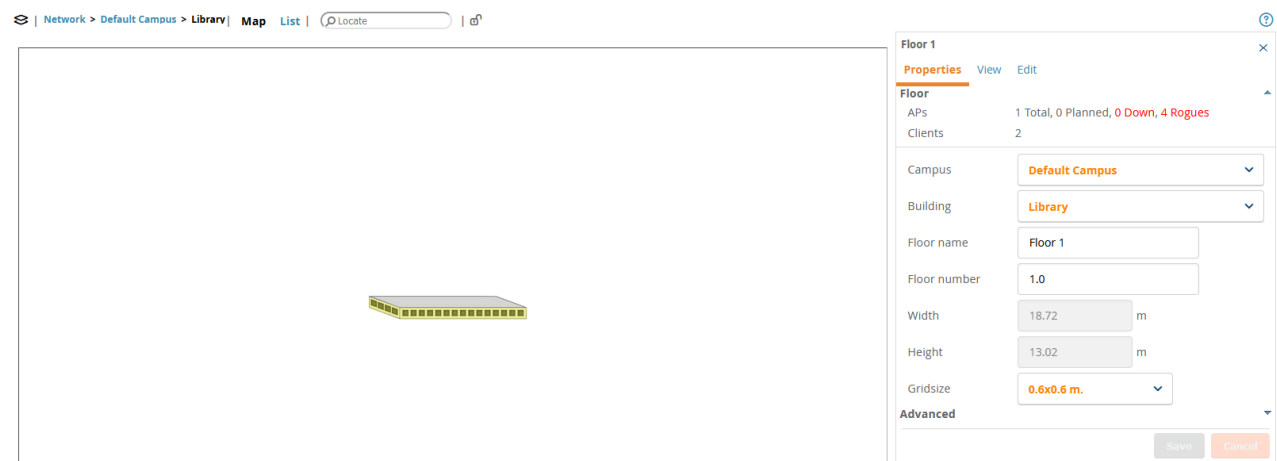 | Network > Default Campus > Library | Map List | Locate |
Floor 1
Properties View Edit
Floor
APs 1 Total, 0 Planned, 0 Down, 4 Rogues
Clients 2
Campus Default Campus
Building Library
Floor name Floor 1
Floor number 1.0
Width 18.72 m
Height 13.02 m
Gridsize 0.6x0.6 m.
Advanced
Save Cancel